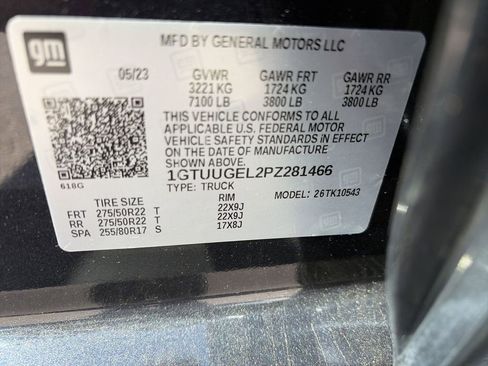 gm
MFD BY GENERAL MOTORS LLC
05/23 GVWR GAWR FRT GAWR RR
3221 KG 1724 KG 1724 KG
7100 LB 3800 LB 3800 LB
THIS VEHICLE CONFORMS TO ALL
APPLICABLE U.S. FEDERAL MOTOR
VEHICLE SAFETY STANDARDS IN EFFECT
ON THE DATE OF MANUFACTURE
SHOWN ABOVE.
618G
1GTUUGEL2PZ281466
TYPE: TRUCK MODEL: 26TK10543
TIRE SIZE RIM
FRT 275/50R22 T 22X9J
RR 275/50R22 T 22X9J
SPA 255/80R17 S 17X8J